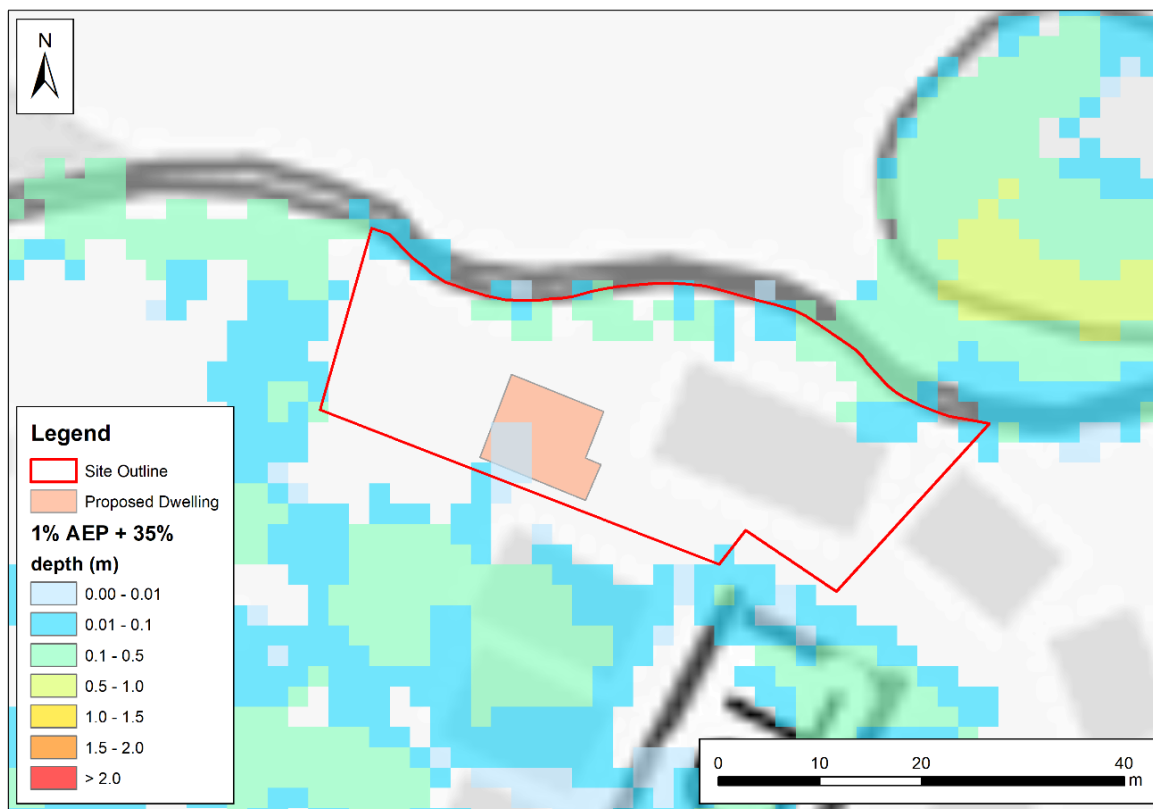 N
Legend
Site Outline
Proposed Dwelling
1% AEP + 35%
depth (m)
0.00 - 0.01
0.01 - 0.1
0.1 - 0.5
0.5 - 1.0
1.0 - 1.5
1.5 - 2.0
> 2.0
0 10 20 40
m